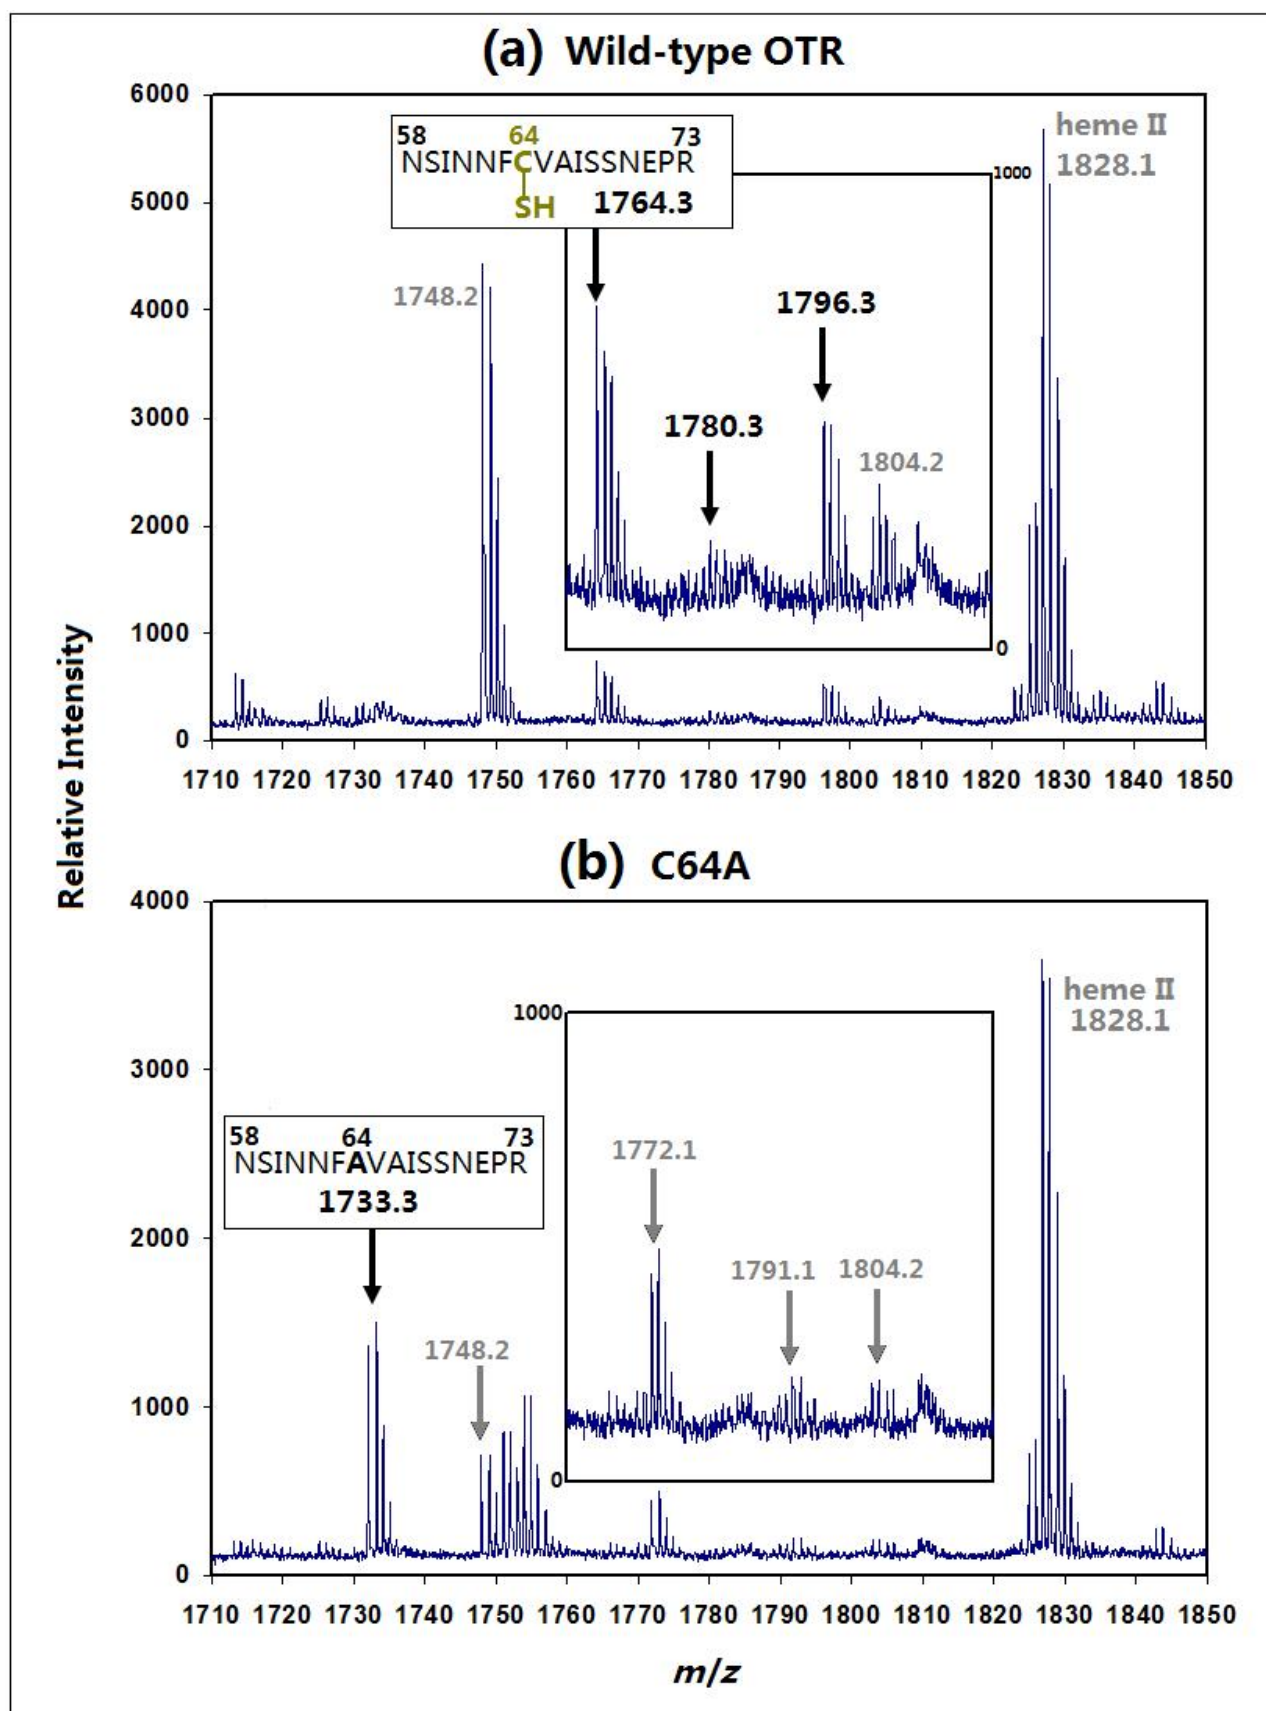 (a) Wild-type OTR
6000
5000
4000
3000
2000
1000
0
58 64 73
NSINNFCVAISSNEPR
SH 1764.3
heme II
1828.1
1000
1748.2
1796.3
1780.3
1804.2
0
1710 1720 1730 1740 1750 1760 1770 1780 1790 1800 1810 1820 1830 1840 1850
Relative Intensity
(b) C64A
4000
3000
2000
1000
0
1000
heme II
1828.1
58 64 73
NSINNFAVAISSNEPR
1733.3
1772.1
1791.1 1804.2
1748.2
0
1710 1720 1730 1740 1750 1760 1770 1780 1790 1800 1810 1820 1830 1840 1850
m/z